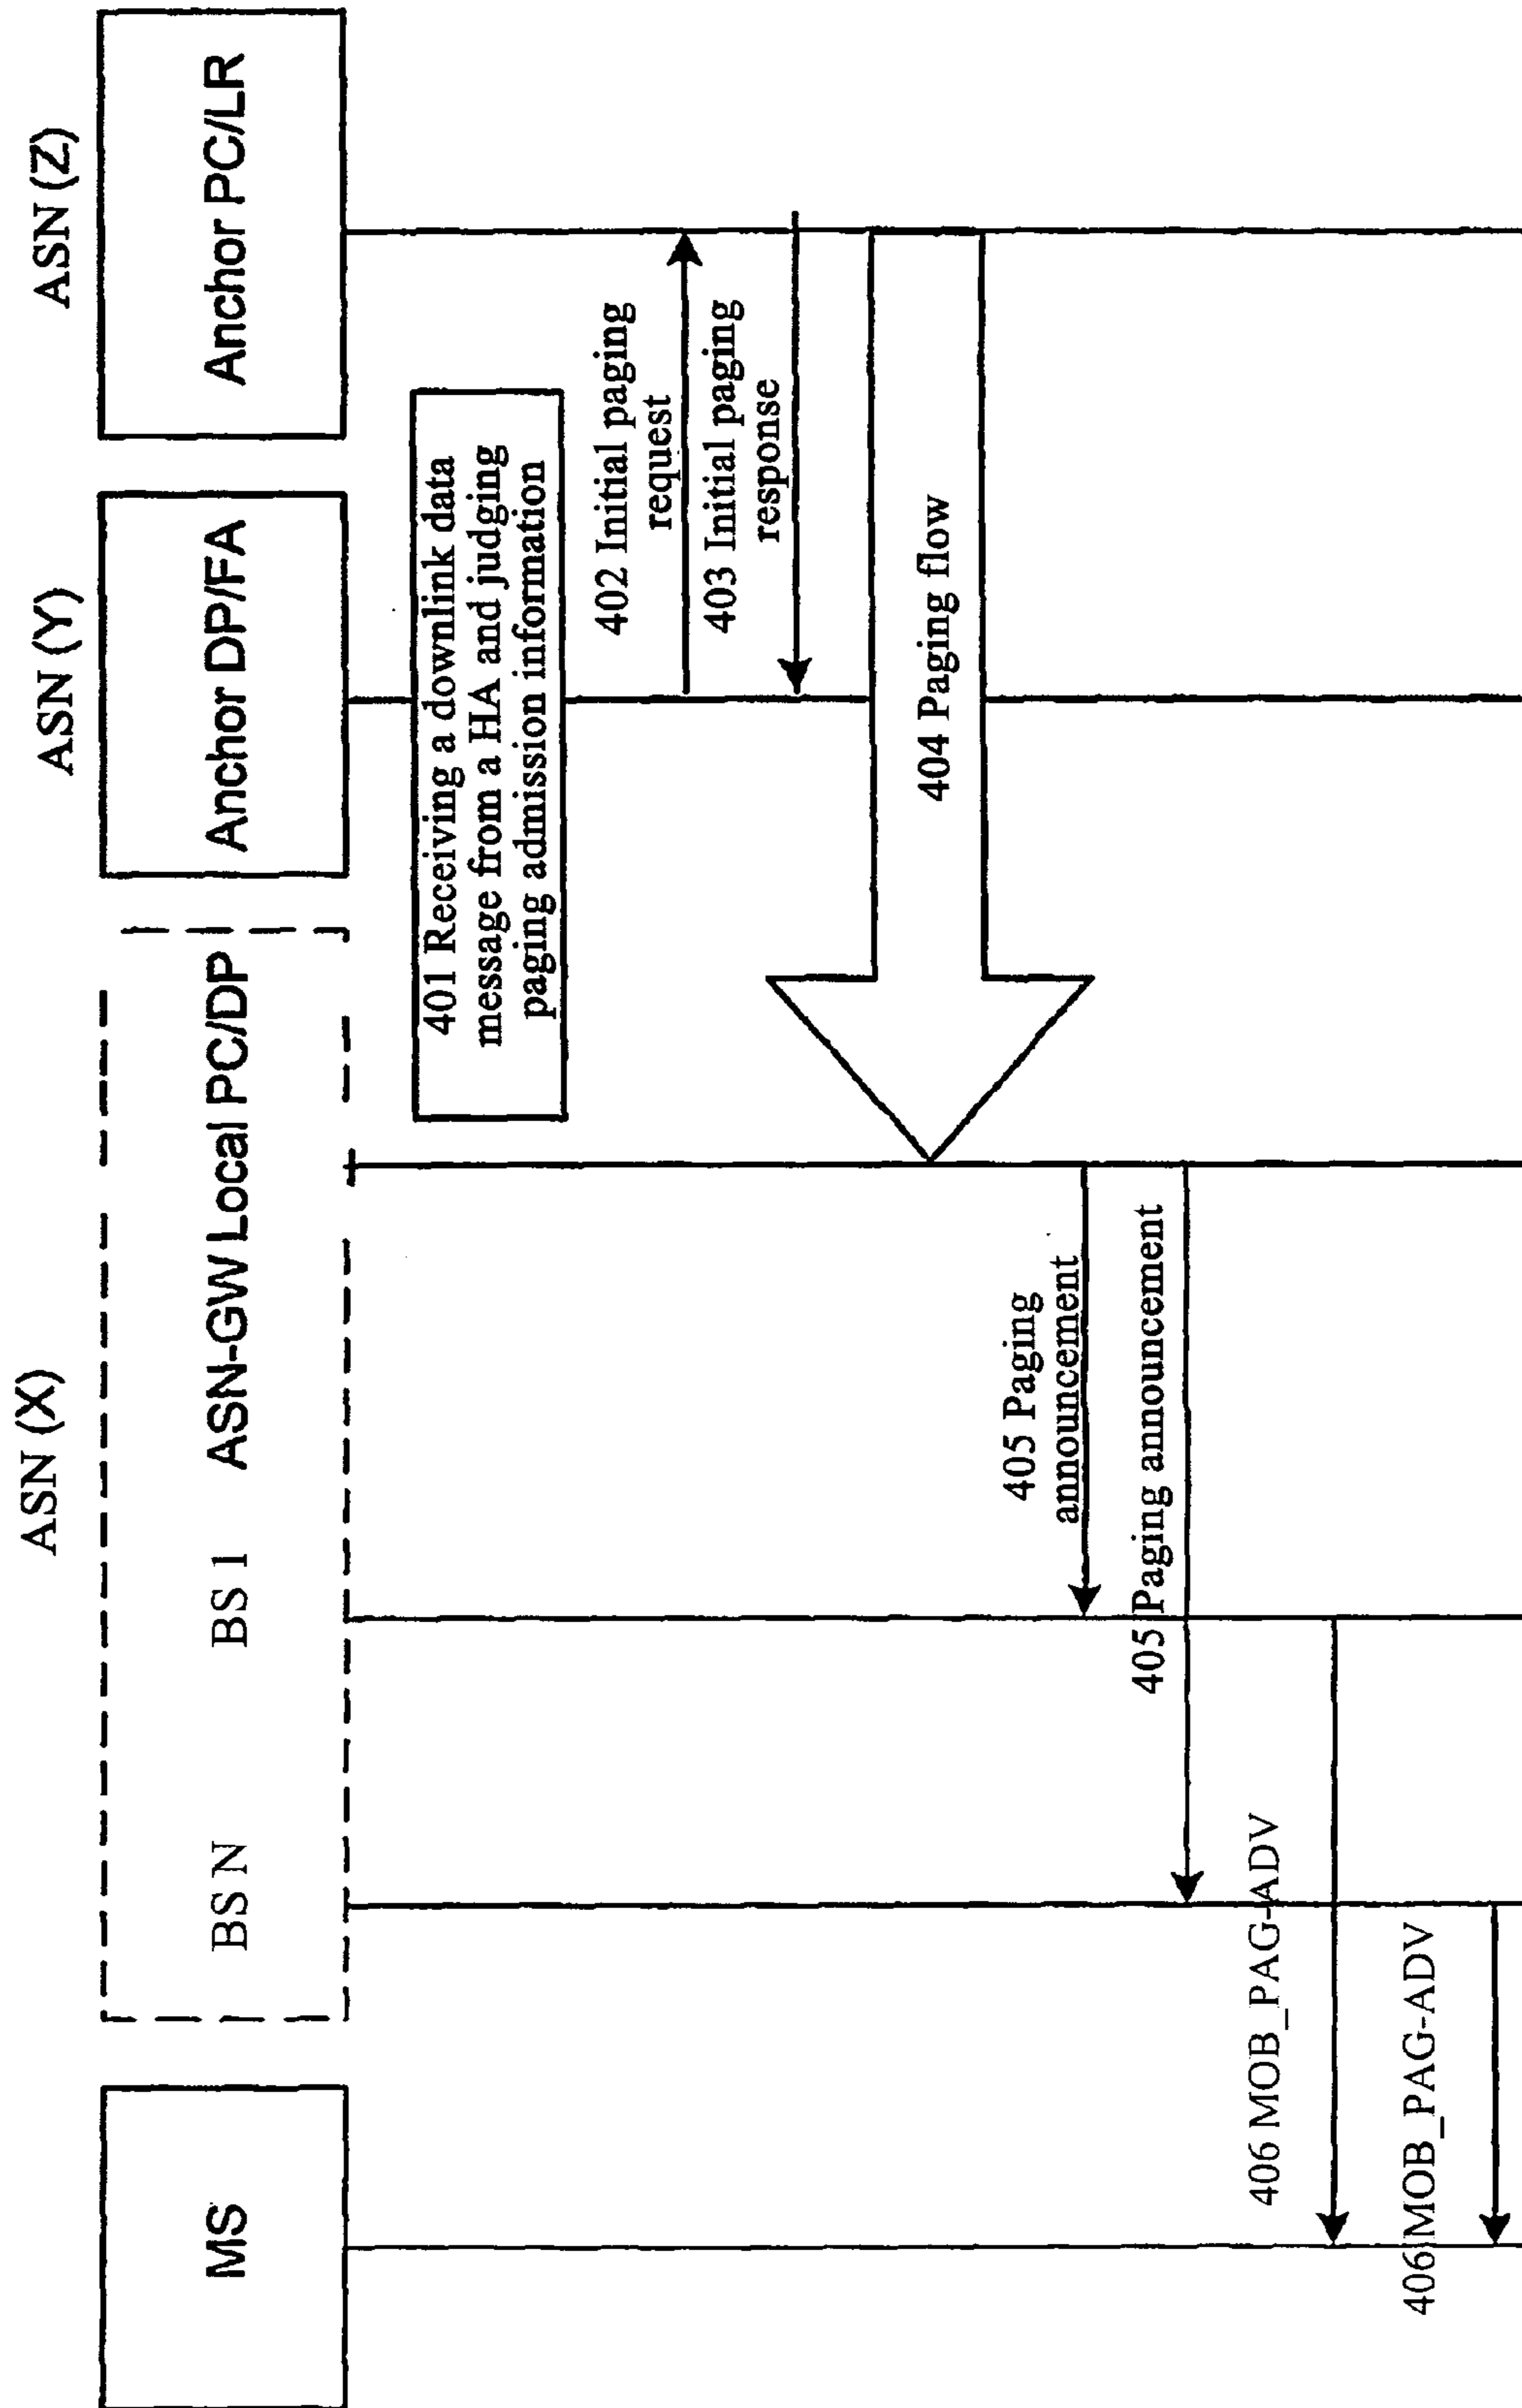 ASN (X)
ASN (Y)
ASN (Z)
MS
BS N
BS 1
ASN-GW Local PC/DP
Anchor DP/FA
Anchor PC/LR
401 Receiving a downlink data
message from a HA and judging
paging admission information
402 Initial paging
request
403 Initial paging
response
404 Paging flow
405 Paging
announcement
405 Paging announcement
406 MOB_PAG-ADV
406 MOB_PAG-ADV